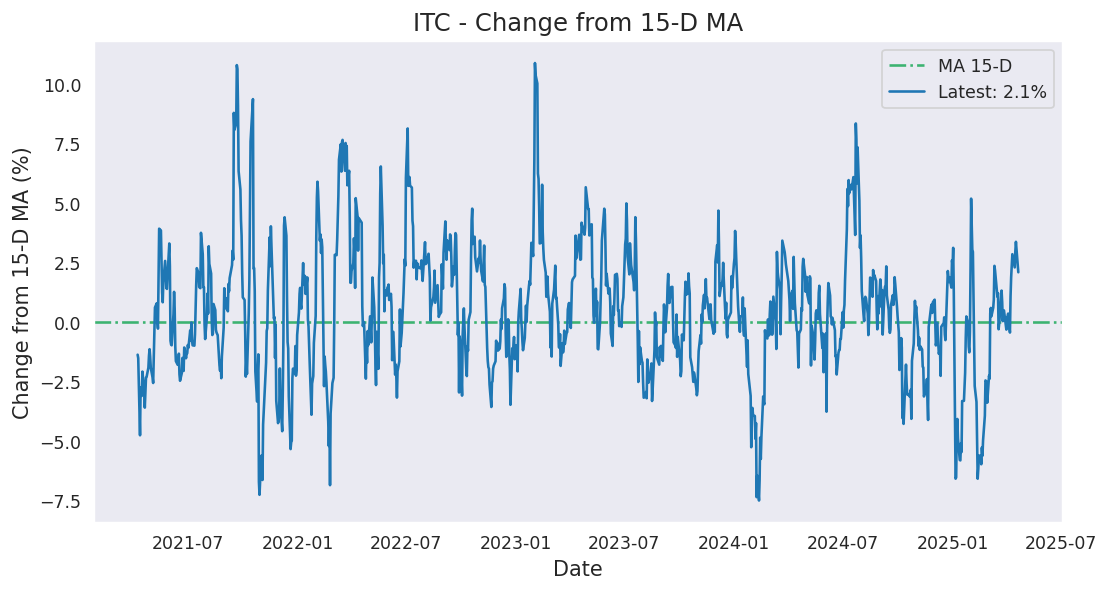 ITC - Change from 15-D MA
MA 15-D
Latest: 2.1%
Change from 15-D MA (%)
10.0
7.5
5.0
2.5
0.0
−2.5
−5.0
−7.5
2021-07 2022-01 2022-07 2023-01 2023-07 2024-01 2024-07 2025-01 2025-07
Date